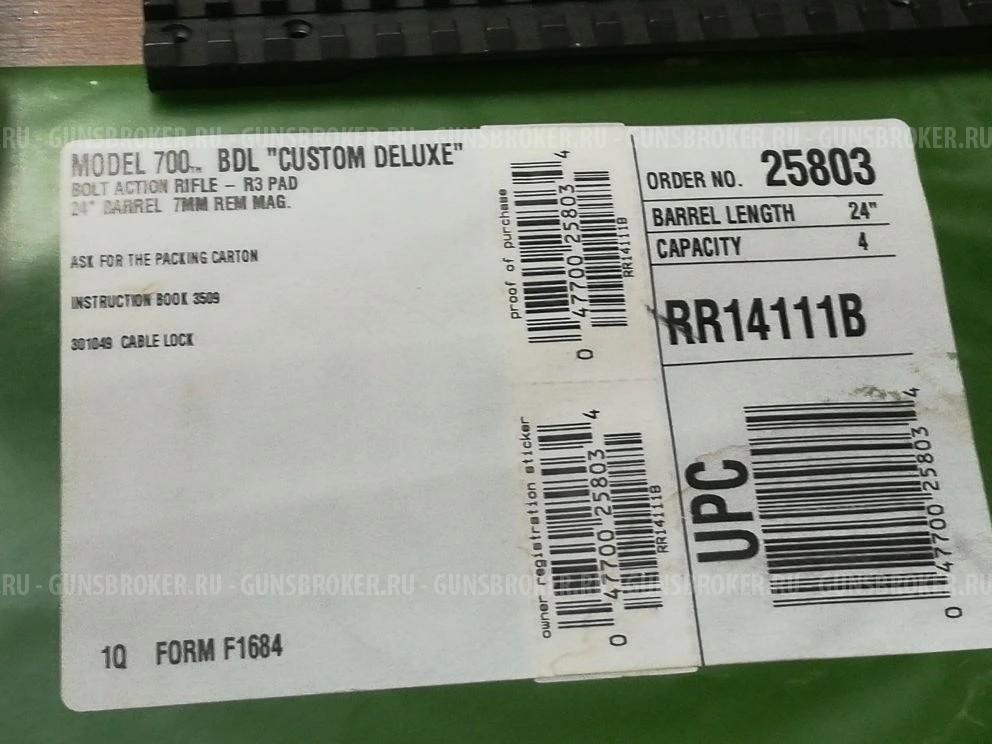 RU - GUNSBROKER.RU - GUNSBROKER.RU - GUNSBROKER.RU - GUNSBROKER.RU - GUNSBROKER.RU
MODEL 700™ BDL "CUSTOM DELUXE"
BOLT ACTION RIFLE – R3 PAD
24" BARREL 7MM REM MAG.
ASK FOR THE PACKING CARTON
INSTRUCTION BOOK 3509
301049 CABLE LOCK
1Q FORM F1684
proof of purchase
0 47700 25803 4
RR14111B
owner registration sticker
0 47700 25803 4
RR14111B
ORDER NO. 25803
BARREL LENGTH 24"
CAPACITY 4
RR14111B
UPC
0 47700 25803 4
RU - GUNSBROKER.RU - GUNSBROKER.RU - GUNSBROKER.RU - GUNSBROKER.RU - GUNSBROKER.RU